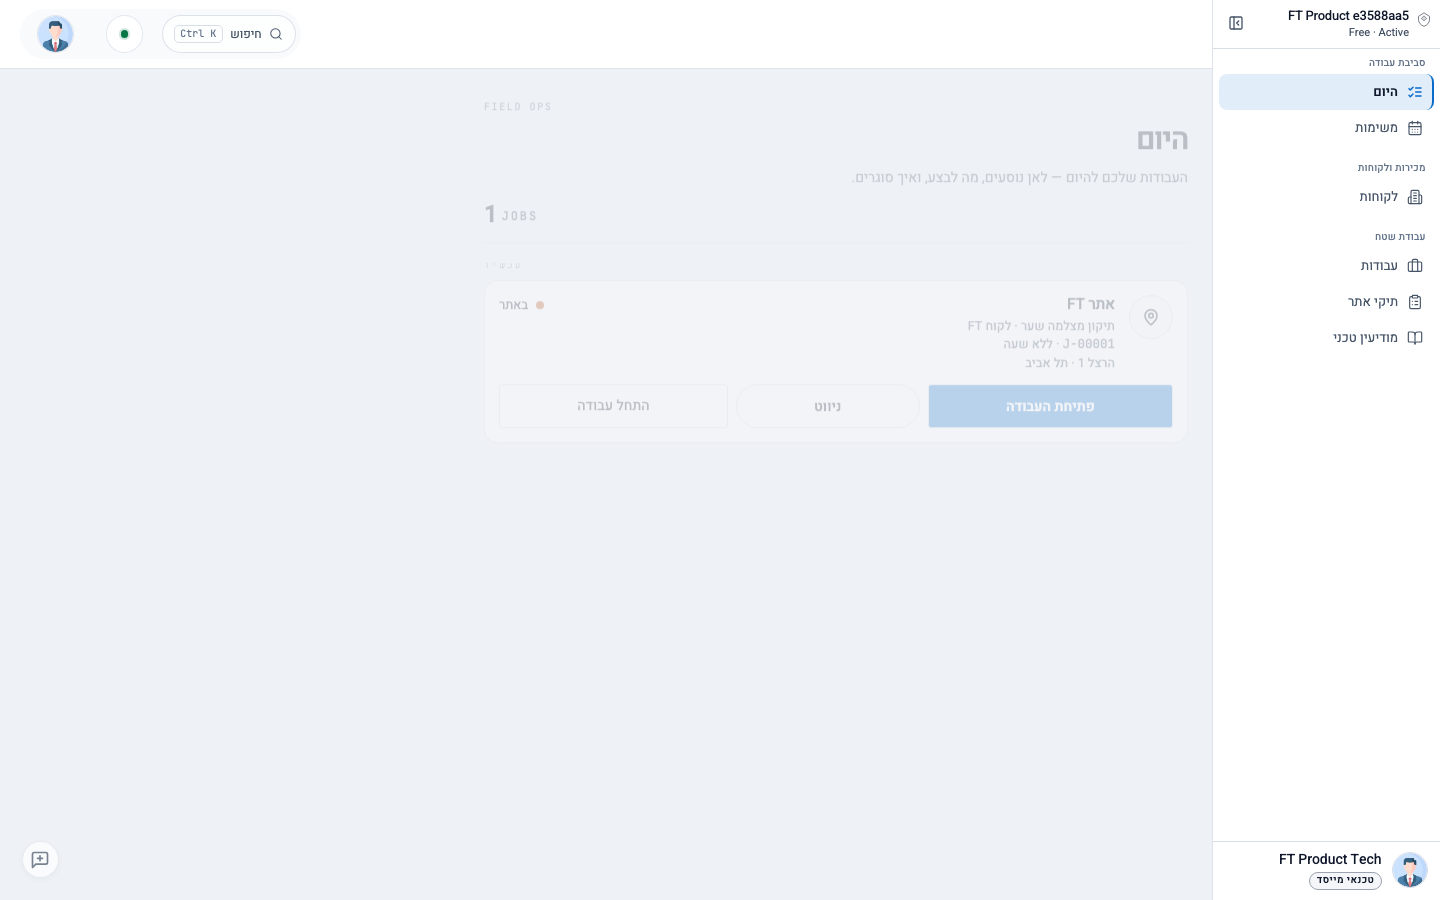 FT Product e3588aa5
Free · Active
סביבת עבודה
היום
משימות
מכירות ולקוחות
לקוחות
עבודת שטח
עבודות
תיקי אתר
מודיעין טכני
FT Product Tech
טכנאי מייסד
חיפוש
Ctrl K
FIELD OPS
היום
העבודות שלכם להיום — לאן נוסעים, מה לבצע, ואיך סוגרים.
1 JOBS
עכשיו
אתר FT
באתר
תיקון מצלמה שער · לקוח FT
J-00001 · ללא שעה
הרצל 1 · תל אביב
פתיחת העבודה
ניווט
התחל עבודה